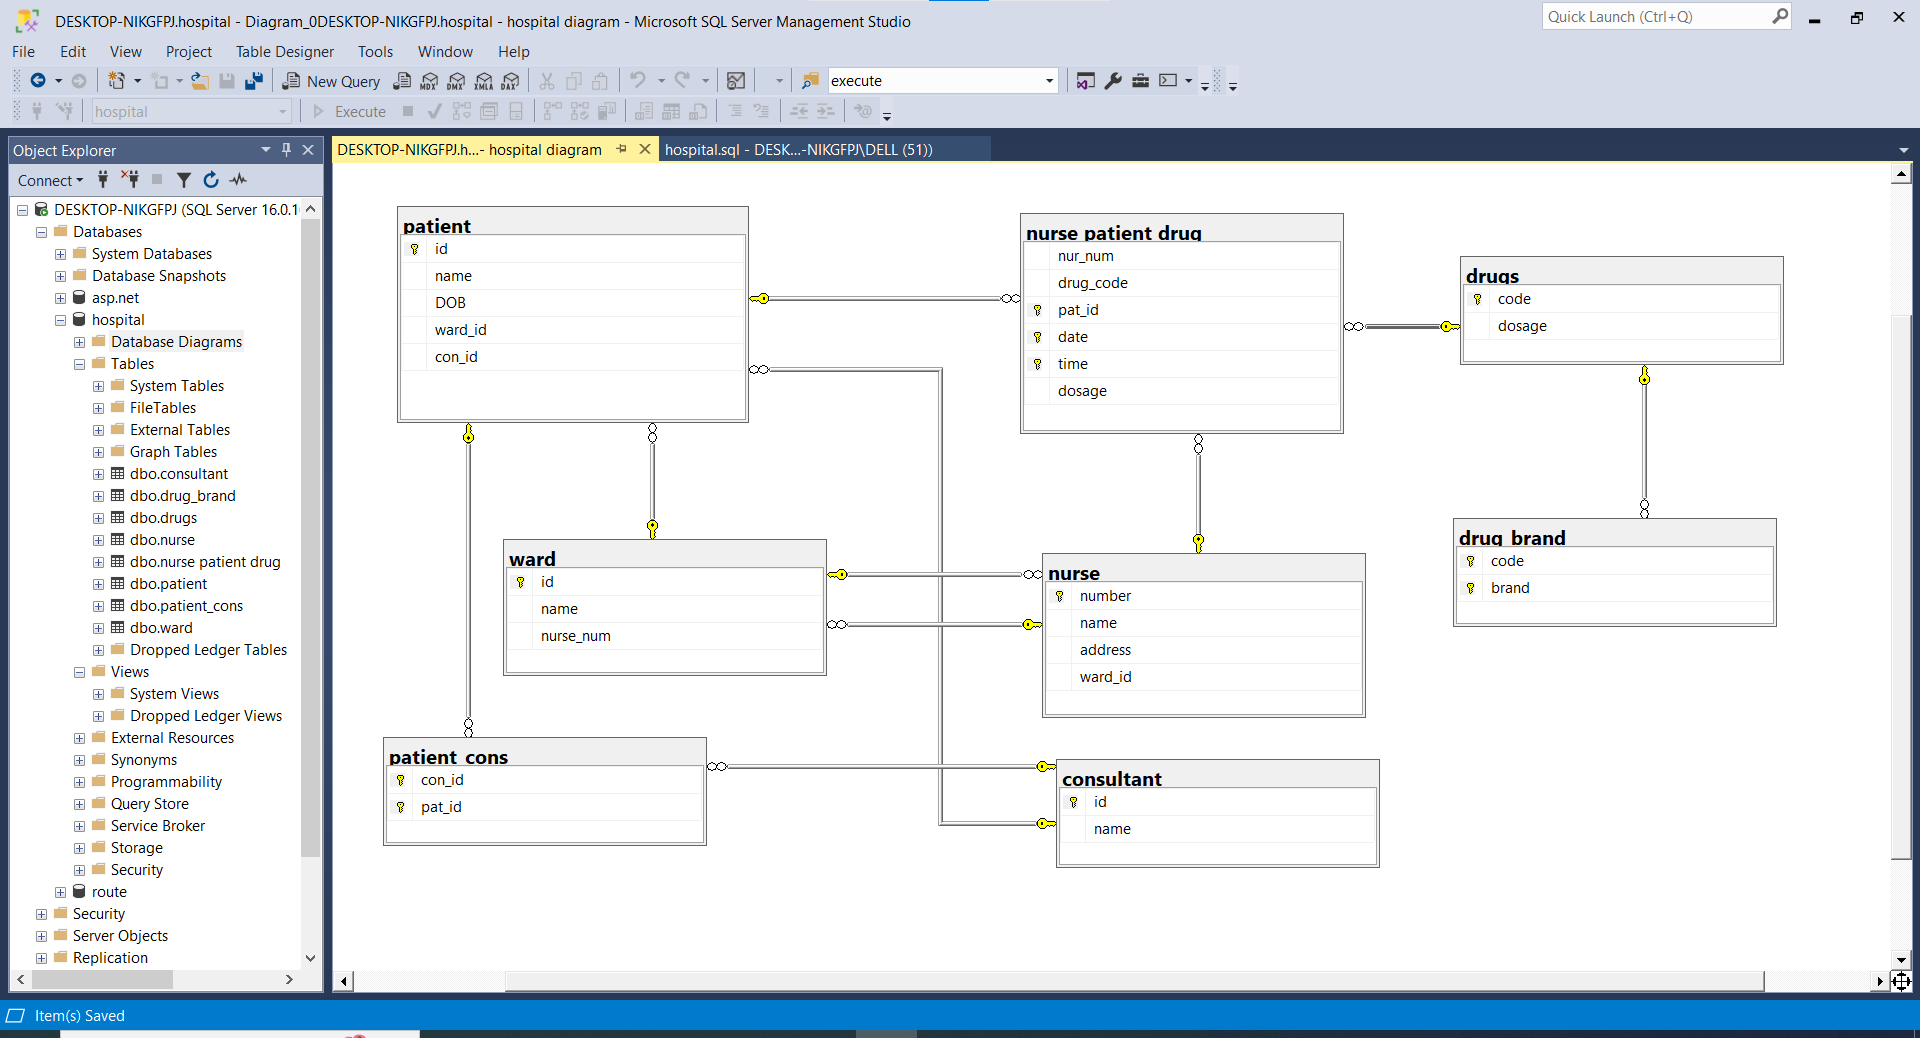 DESKTOP-NIKGFPJ.hospital - Diagram_0DESKTOP-NIKGFPJ.hospital - hospital diagram - Microsoft SQL Server Management Studio
Quick Launch (Ctrl+Q)
File Edit View Project Table Designer Tools Window Help
New Query MDX DMX XMLA DAX execute
hospital Execute
Object Explorer
Connect
DESKTOP-NIKGFPJ (SQL Server 16.0.1
Databases
System Databases
Database Snapshots
asp.net
hospital
Database Diagrams
Tables
System Tables
FileTables
External Tables
Graph Tables
dbo.consultant
dbo.drug_brand
dbo.drugs
dbo.nurse
dbo.nurse patient drug
dbo.patient
dbo.patient_cons
dbo.ward
Dropped Ledger Tables
Views
System Views
Dropped Ledger Views
External Resources
Synonyms
Programmability
Query Store
Service Broker
Storage
Security
route
Security
Server Objects
Replication
DESKTOP-NIKGFPJ.h...- hospital diagram
hospital.sql - DESK...-NIKGFPJ\DELL (51))
patient
id
name
DOB
ward_id
con_id
nurse patient drug
nur_num
drug_code
pat_id
date
time
dosage
drugs
code
dosage
ward
id
name
nurse_num
nurse
number
name
address
ward_id
drug_brand
code
brand
patient_cons
con_id
pat_id
consultant
id
name
Item(s) Saved